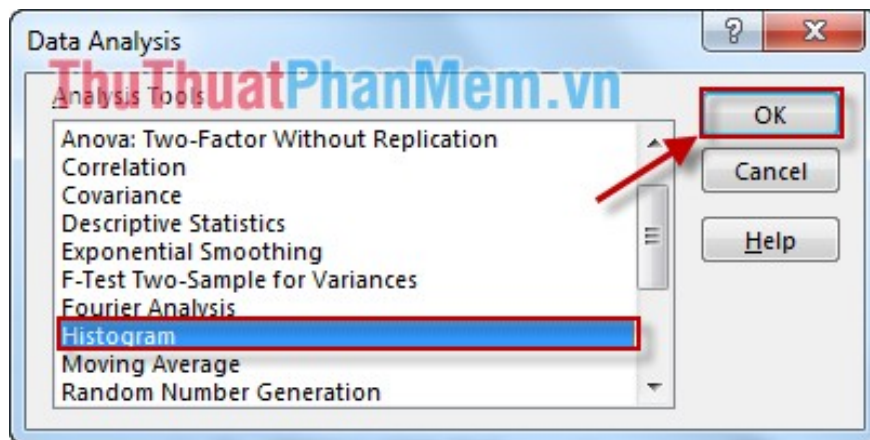 Data Analysis
ThuThuatPhanMem.vn
Analysis Tools
OK
Anova: Two-Factor Without Replication
Correlation
Cancel
Covariance
Descriptive Statistics
Exponential Smoothing
Help
F-Test Two-Sample for Variances
Fourier Analysis
Histogram
Moving Average
Random Number Generation